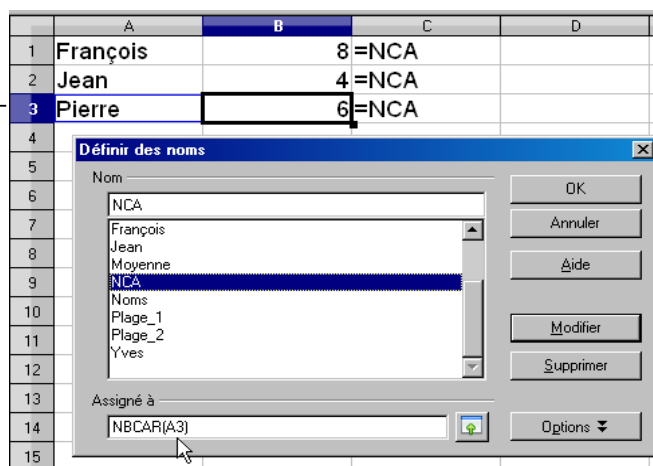 A B C D
1 François 8 =NCA
2 Jean 4 =NCA
3 Pierre 6 =NCA
4
5
6
7
8
9
10
11
12
13
14
15
Définir des noms
Nom
NCA
François
Jean
Moyenne
NCA
Noms
Plage_1
Plage_2
Yves
Assigné à
NBCAR(A3)
OK
Annuler
Aide
Modifier
Supprimer
Options